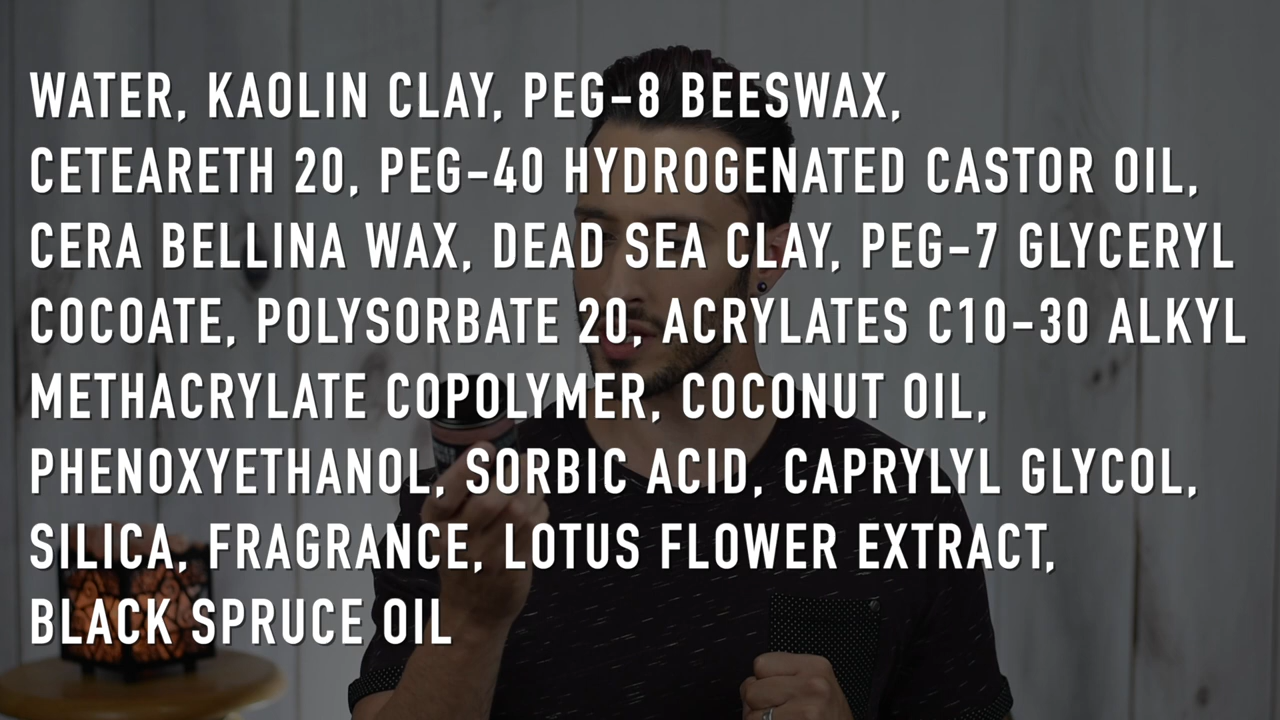 WATER, KAOLIN CLAY, PEG-8 BEESWAX,
CETEARETH 20, PEG-40 HYDROGENATED CASTOR OIL,
CERA BELLINA WAX, DEAD SEA CLAY, PEG-7 GLYCERYL
COCOATE, POLYSORBATE 20, ACRYLATES C10-30 ALKYL
METHACRYLATE COPOLYMER, COCONUT OIL,
PHENOXYETHANOL, SORBIC ACID, CAPRYLYL GLYCOL,
SILICA, FRAGRANCE, LOTUS FLOWER EXTRACT,
BLACK SPRUCE OIL